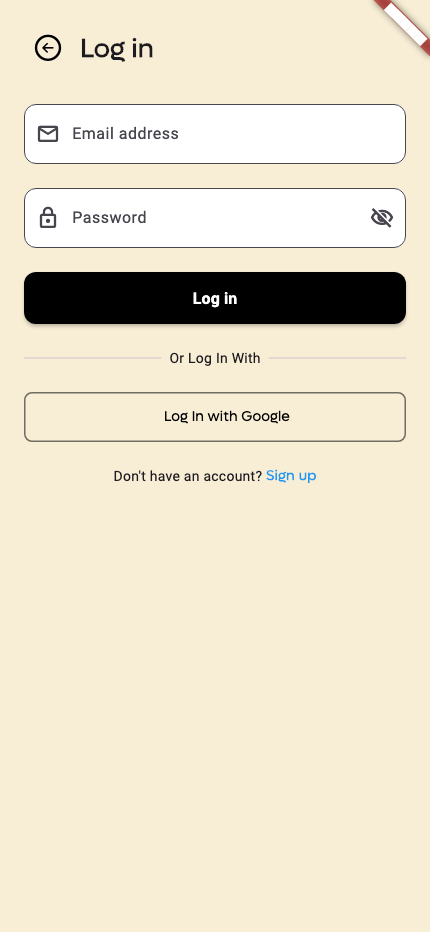 Log in
Email address
Password
Log in
Or Log In With
Log In with Google
Don't have an account? Sign up